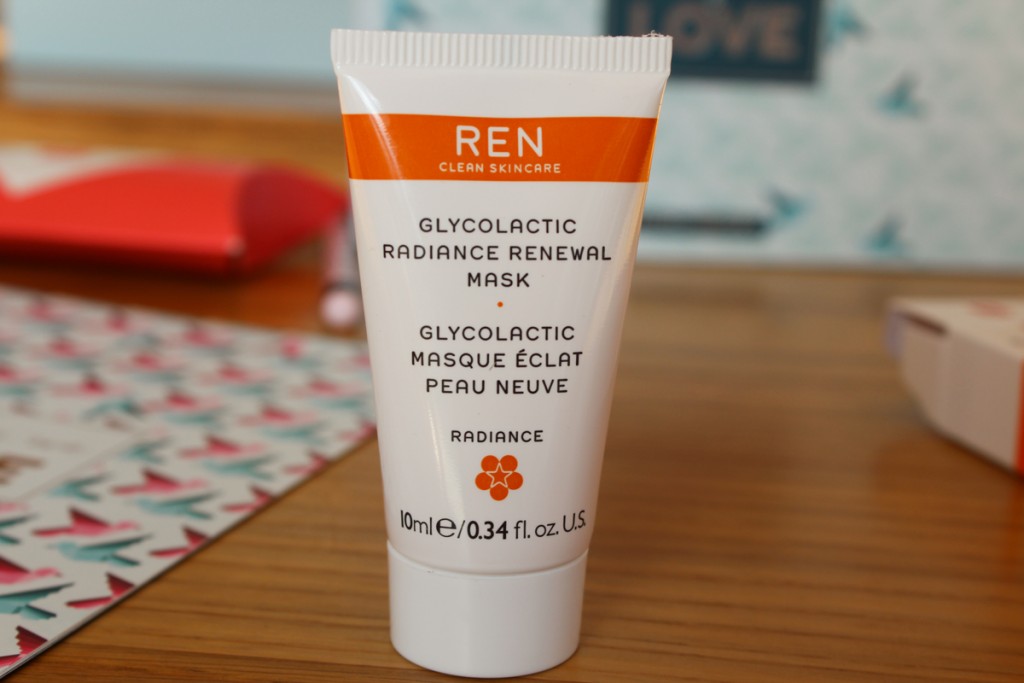 LOVE
REN
CLEAN SKINCARE
GLYCOLACTIC
RADIANCE RENEWAL
MASK
GLYCOLACTIC
MASQUE ÉCLAT
PEAU NEUVE
RADIANCE
10ml℮/0.34 fl. oz. U.S.